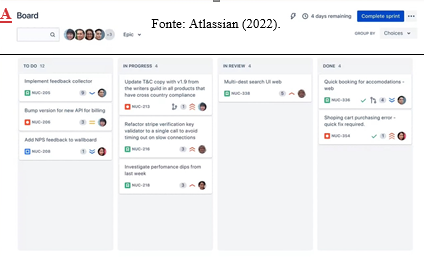 A
Board
Fonte: Atlassian (2022).
4 days remaining
Complete sprint
Epic
GROUP BY
Choices
TO DO 12
Implement feedback collector
NUC-205
Bump version for new API for billing
NUC-206
Add NPS feedback to wallboard
NUC-208
IN PROGRESS 4
Update T&C copy with v1.9 from
the writers guild in all products that
have cross country compliance
NUC-213
Refactor stripe verification key
validator to a single call to avoid
timing out on slow connections
NUC-216
Investigate perfomance dips from
last week
NUC-218
IN REVIEW 4
Multi-dest search UI web
NUC-338
DONE 4
Quick booking for accomodations -
web
NUC-336
Shoping cart purchasing error -
quick fix required.
NUC-354